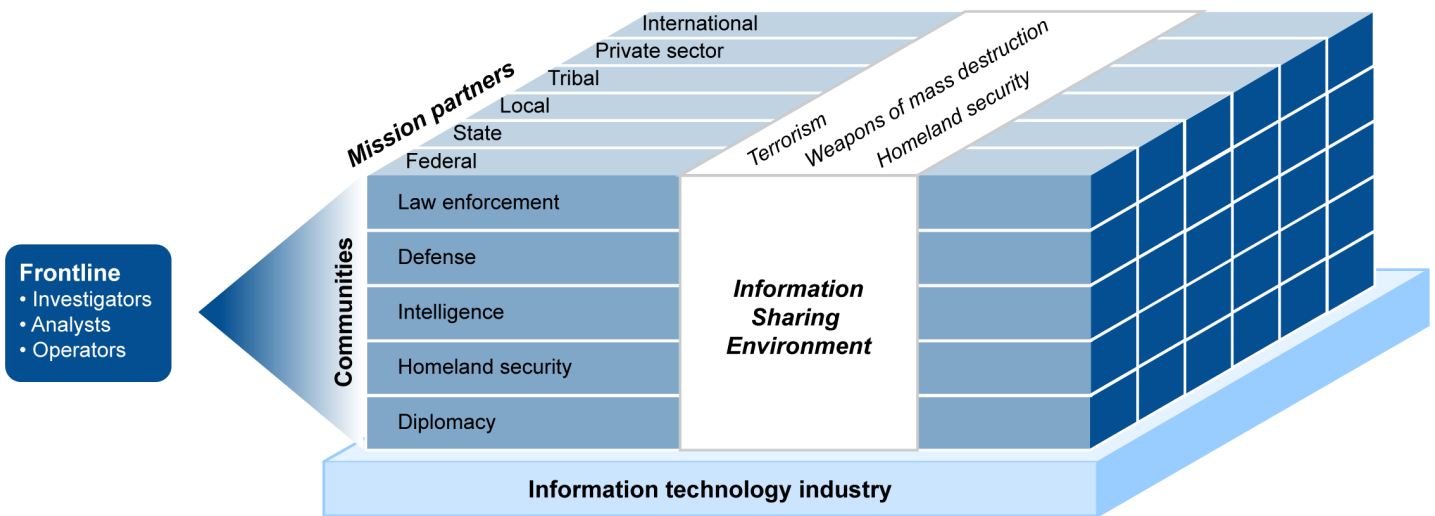 Frontline
• Investigators
• Analysts
• Operators
Mission partners
International
Private sector
Tribal
Local
State
Federal
Terrorism
Weapons of mass destruction
Homeland security
Communities
Law enforcement
Defense
Intelligence
Homeland security
Diplomacy
Information
Sharing
Environment
Information technology industry